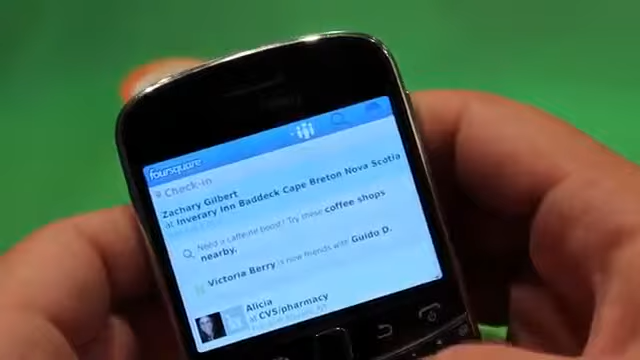 foursquare
Check-in
Zachary Gilbert
at Inverary Inn Baddeck Cape Breton Nova Scotia
Need a caffeine boost? Try these coffee shops
nearby.
Victoria Berry is now friends with Guido D.
Alicia
at CVS/pharmacy